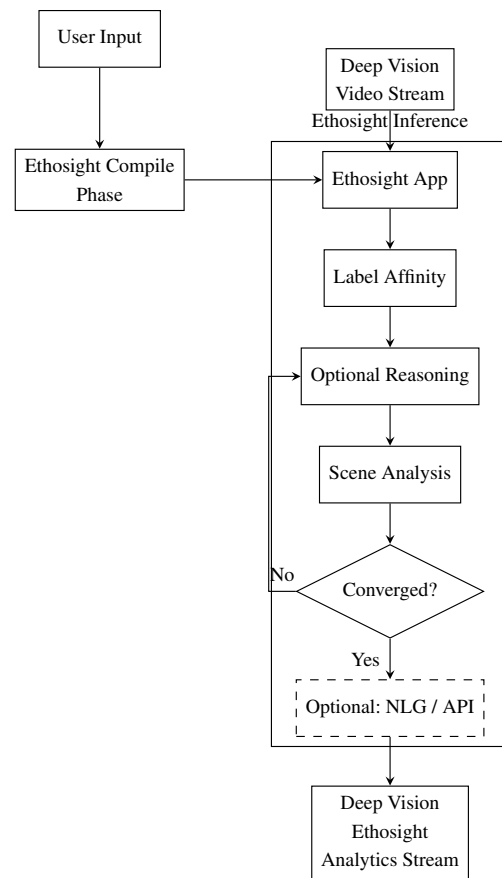 User Input
Deep Vision
Video Stream
Ethosight Inference
Ethosight Compile
Phase
Ethosight App
Label Affinity
Optional Reasoning
Scene Analysis
No
Converged?
Yes
Optional: NLG / API
Deep Vision
Ethosight
Analytics Stream